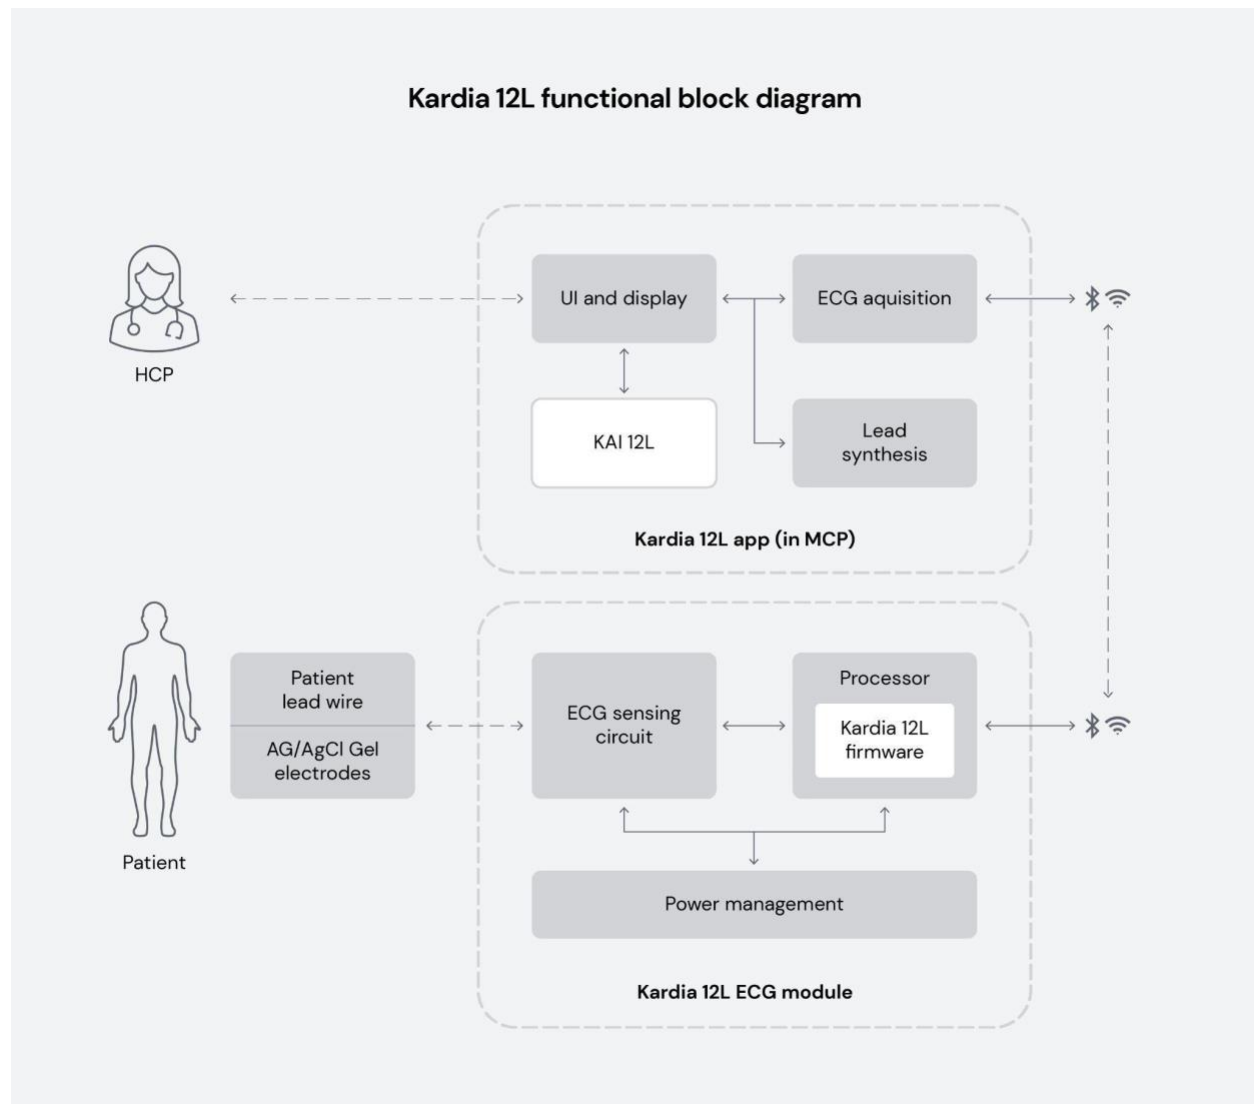 Kardia 12L functional block diagram
HCP
UI and display
ECG aquisition
KAI 12L
Lead
synthesis
Kardia 12L app (in MCP)
Patient
lead wire
AG/AgCl Gel
electrodes
ECG sensing
circuit
Processor
Kardia 12L
firmware
Patient
Power management
Kardia 12L ECG module